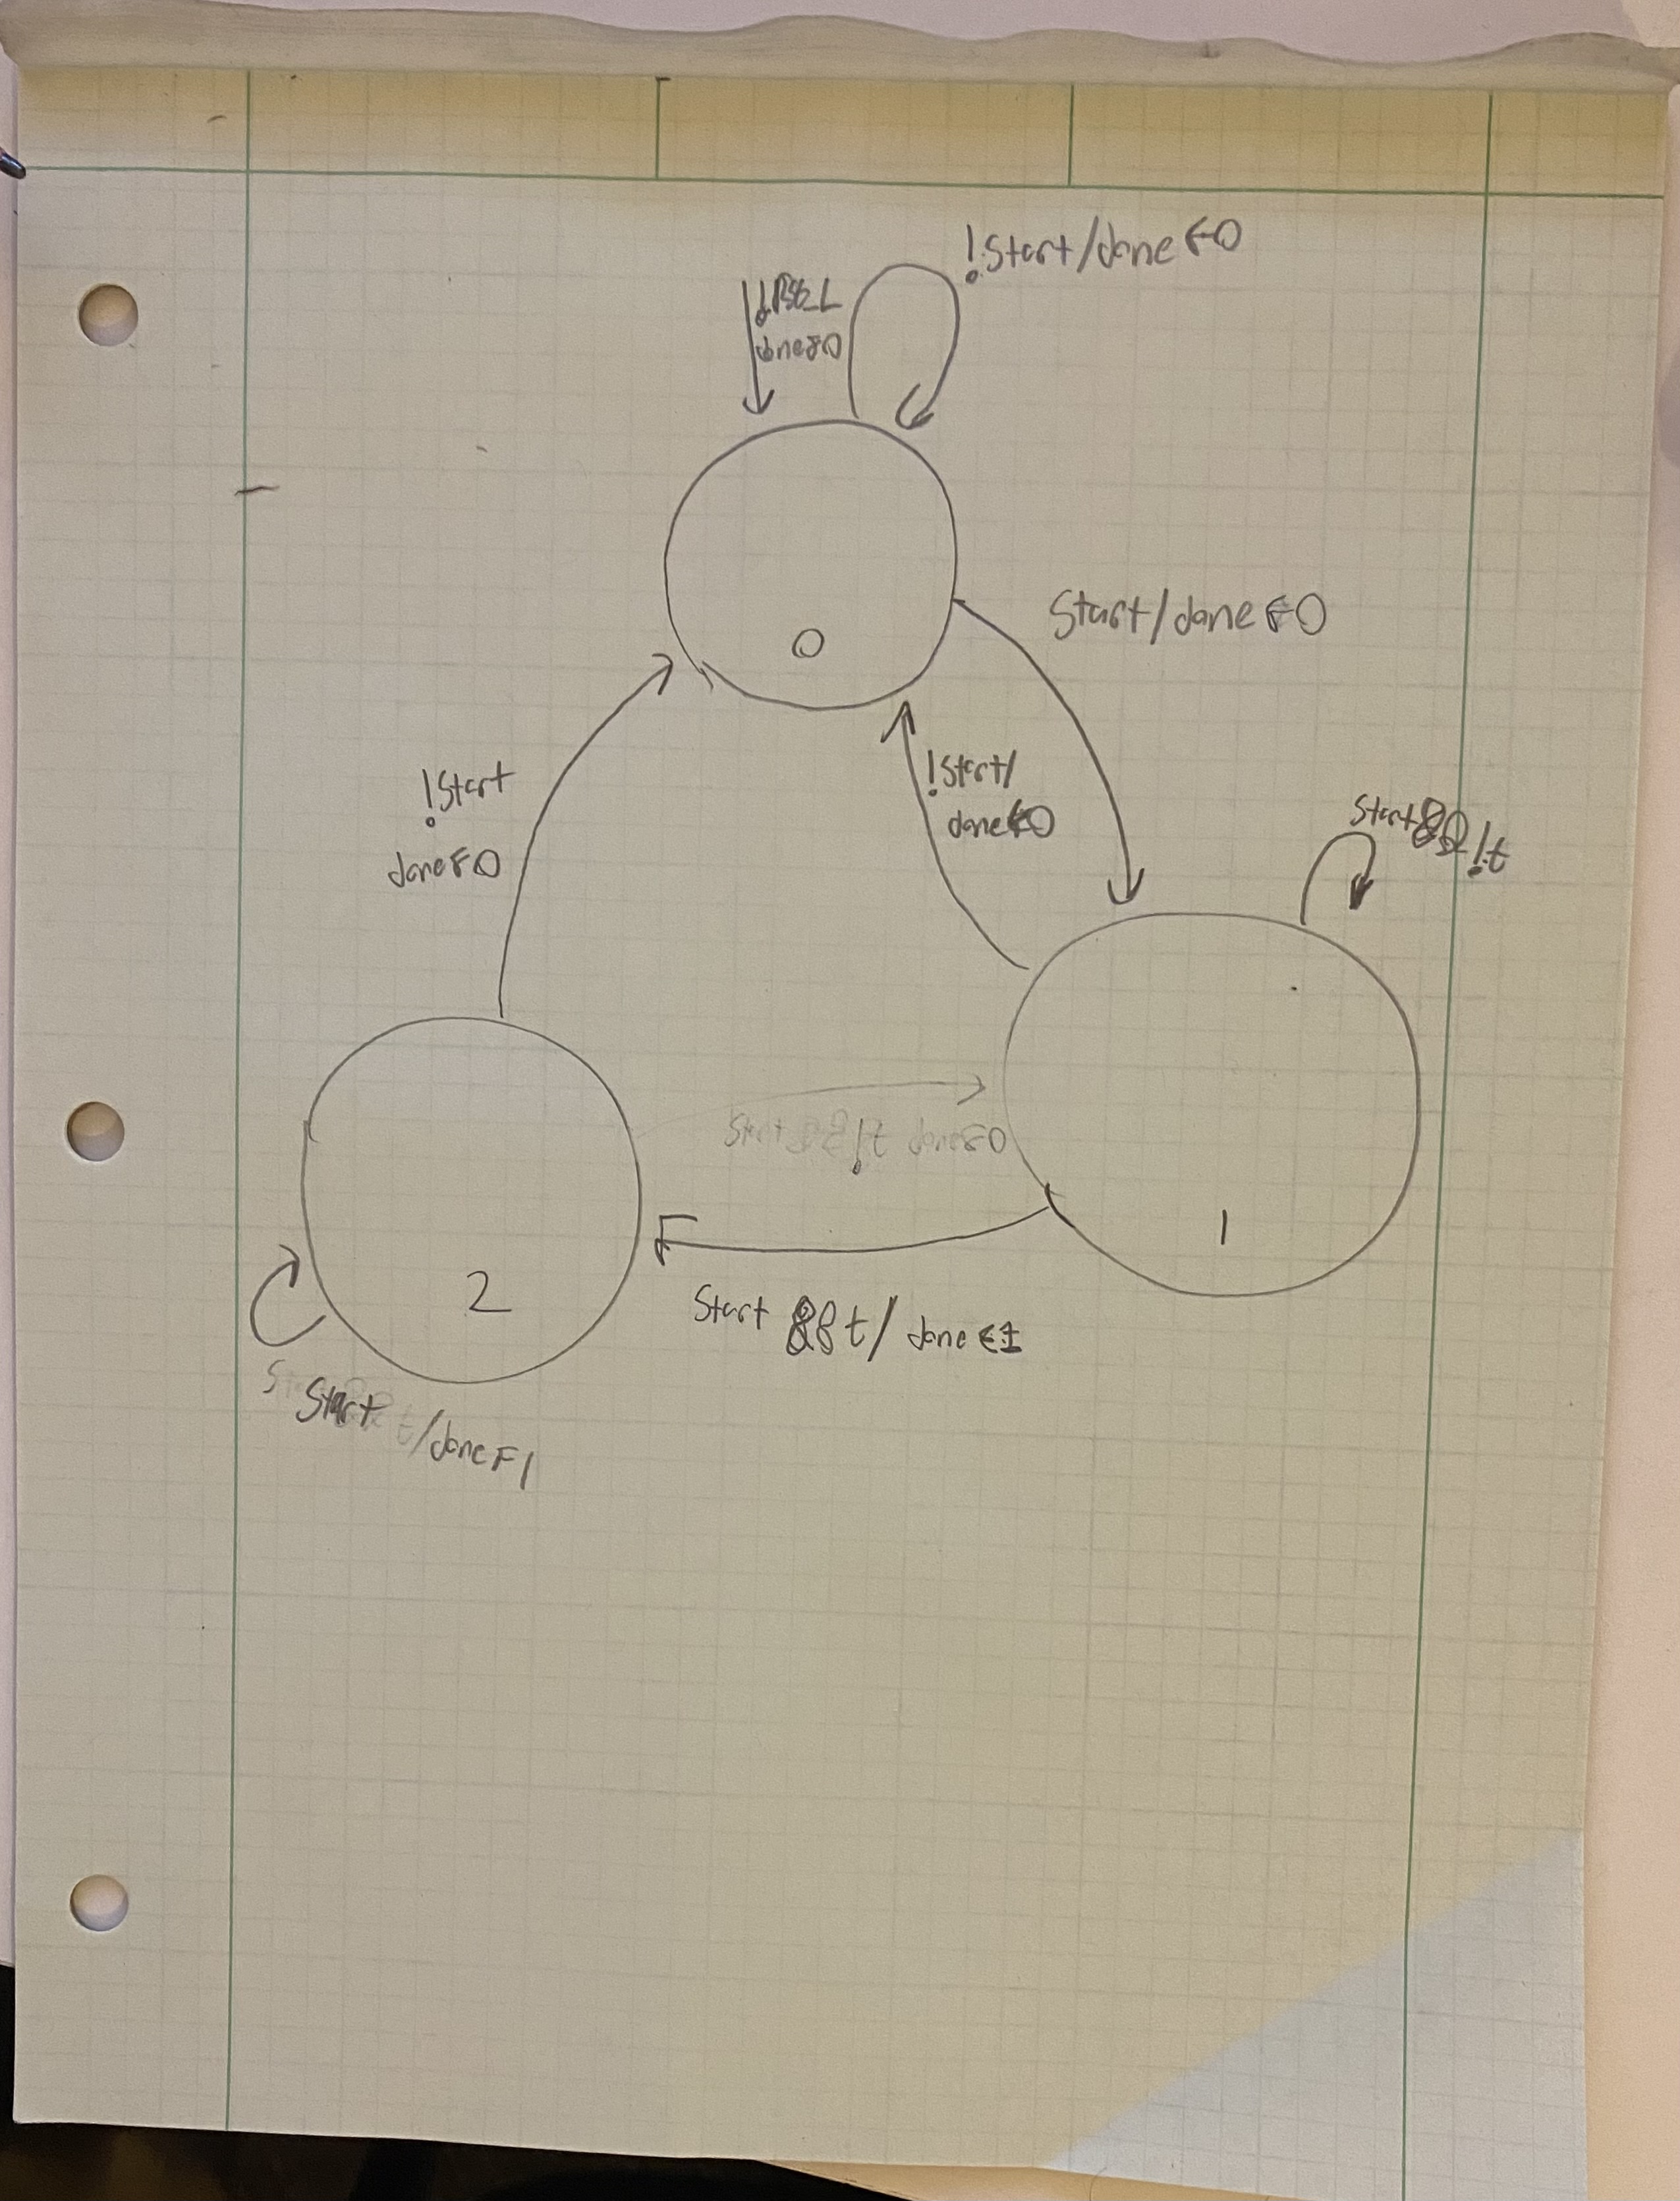 !Start/done←0
done←0
Start/done←0
0
!Start/
done←0
!Start
done←0
Start && !t
Start && !t done←0
1
2
Start && t/ done←1
Start
/done←1